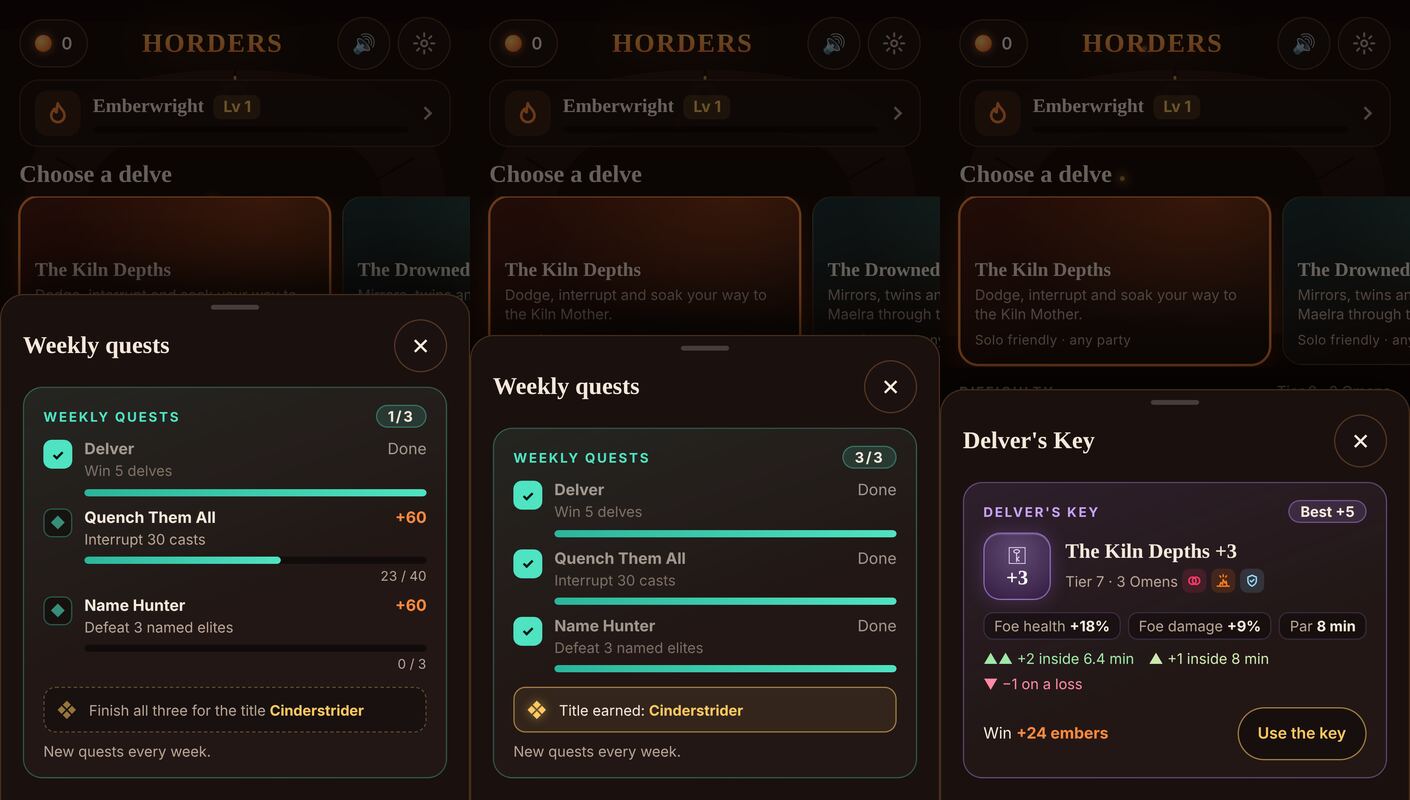 0
HORDERS
Emberwright Lv 1
Choose a delve
The Kiln Depths
The Drowned
Dodge, interrupt and soak your way to
Weekly quests
WEEKLY QUESTS 1/3
Delver Done
Win 5 delves
Quench Them All +60
Interrupt 30 casts
23 / 40
Name Hunter +60
Defeat 3 named elites
0 / 3
Finish all three for the title Cinderstrider
New quests every week.
0
HORDERS
Emberwright Lv 1
Choose a delve
The Kiln Depths
The Drowned
Dodge, interrupt and soak your way to
the Kiln Mother.
Mirrors, twins an
Maelra through t
Weekly quests
WEEKLY QUESTS 3/3
Delver Done
Win 5 delves
Quench Them All Done
Interrupt 30 casts
Name Hunter Done
Defeat 3 named elites
Title earned: Cinderstrider
New quests every week.
0
HORDERS
Emberwright Lv 1
Choose a delve
The Kiln Depths
The Drowned
Dodge, interrupt and soak your way to
the Kiln Mother.
Solo friendly · any party
Mirrors, twins ar
Maelra through t
Solo friendly · an
Delver's Key
DELVER'S KEY Best +5
+3
The Kiln Depths +3
Tier 7 · 3 Omens
Foe health +18% Foe damage +9% Par 8 min
▲▲ +2 inside 6.4 min ▲ +1 inside 8 min
▼ −1 on a loss
Win +24 embers Use the key